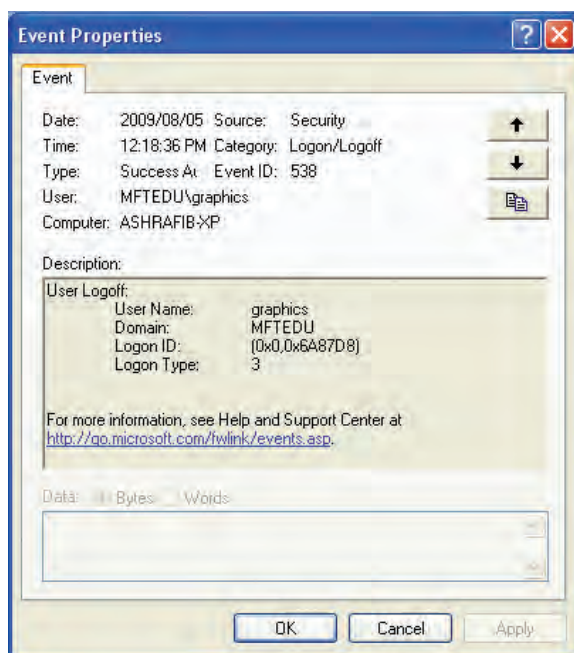 Event Properties
Event
Date: 2009/08/05 Source: Security
Time: 12:18:36 PM Category: Logon/Logoff
Type: Success Au Event ID: 538
User: MFTEDU\graphics
Computer: ASHRAFIB-XP
Description:
User Logoff:
User Name: graphics
Domain: MFTEDU
Logon ID: (0x0,0x6A87D8)
Logon Type: 3
For more information, see Help and Support Center at
http://go.microsoft.com/fwlink/events.asp.
Data: Bytes Words
OK Cancel Apply